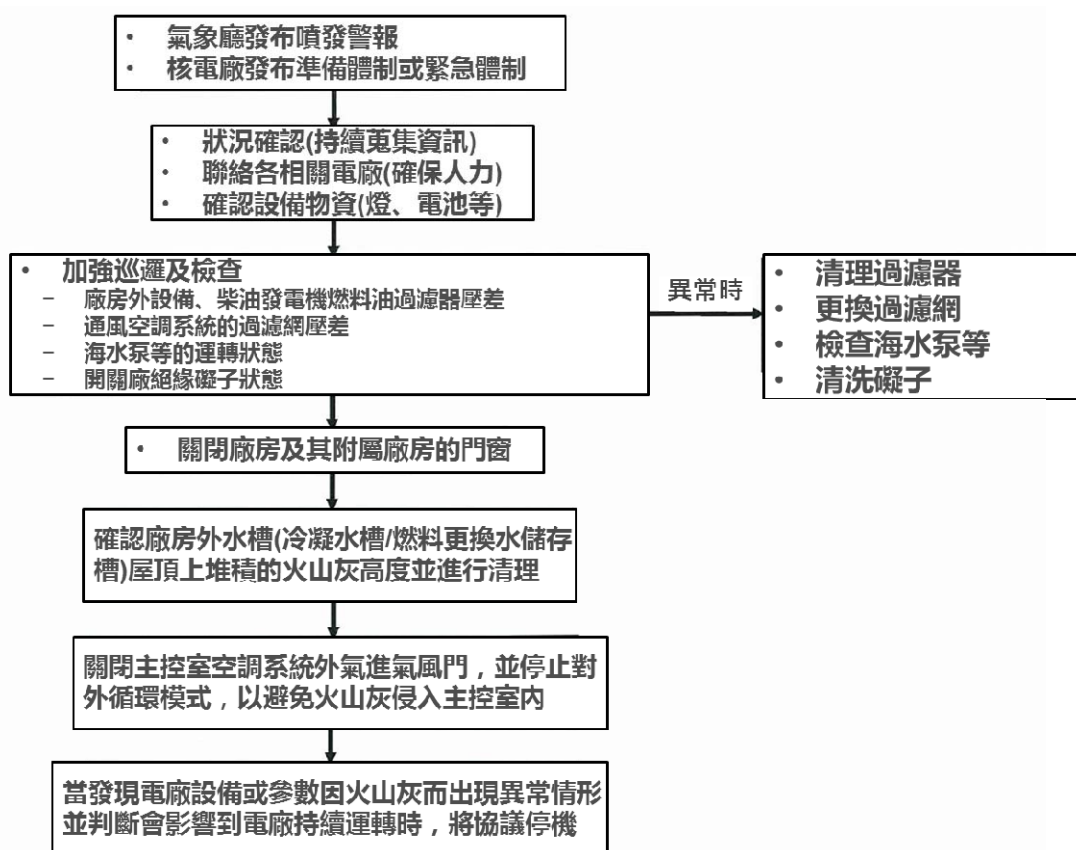 • 氣象廳發布噴發警報
• 核電廠發布準備體制或緊急體制
• 狀況確認(持續蒐集資訊)
• 聯絡各相關電廠(確保人力)
• 確認設備物資(燈、電池等)
• 加強巡邏及檢查
– 廠房外設備、柴油發電機燃料油過濾器壓差
– 通風空調系統的過濾網壓差
– 海水泵等的運轉狀態
– 開關廠絕緣礙子狀態
異常時
• 清理過濾器
• 更換過濾網
• 檢查海水泵等
• 清洗礙子
• 關閉廠房及其附屬廠房的門窗
確認廠房外水槽(冷凝水槽/燃料更換水儲存
槽)屋頂上堆積的火山灰高度並進行清理
關閉主控室空調系統外氣進氣風門，並停止對
外循環模式，以避免火山灰侵入主控室內
當發現電廠設備或參數因火山灰而出現異常情形
並判斷會影響到電廠持續運轉時，將協議停機